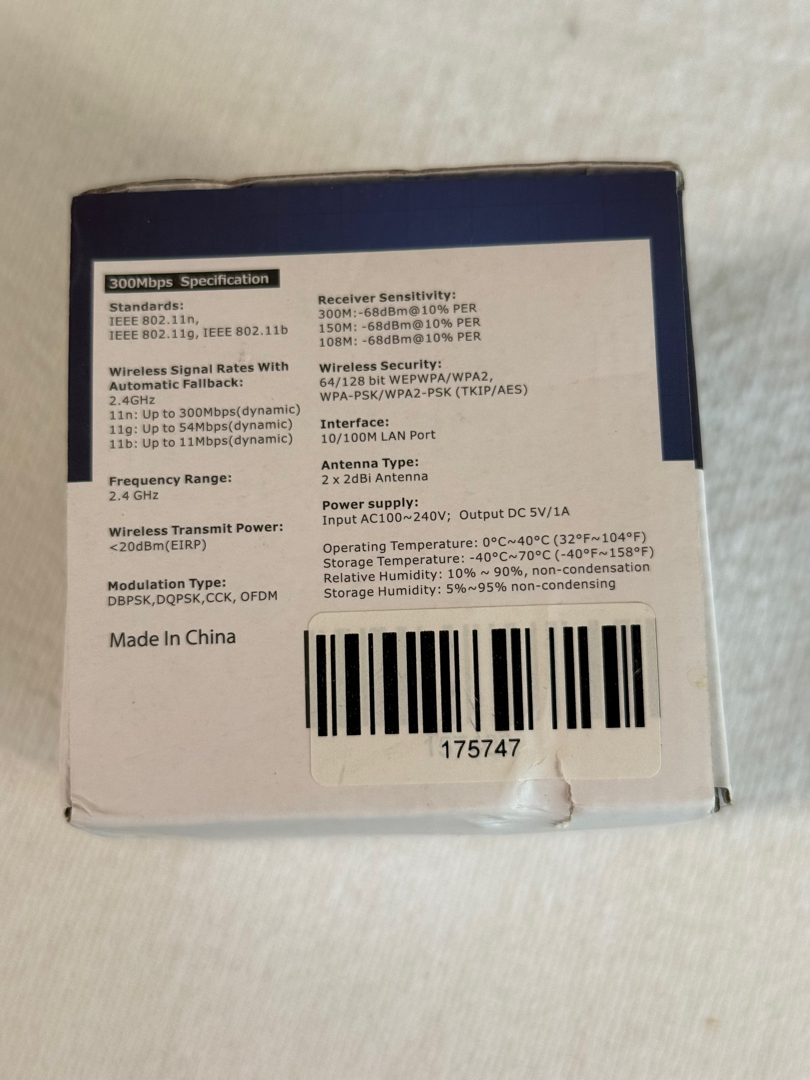 300Mbps Specification
Standards:
IEEE 802.11n,
IEEE 802.11g, IEEE 802.11b
Wireless Signal Rates With
Automatic Fallback:
2.4GHz
11n: Up to 300Mbps(dynamic)
11g: Up to 54Mbps(dynamic)
11b: Up to 11Mbps(dynamic)
Frequency Range:
2.4 GHz
Wireless Transmit Power:
<20dBm(EIRP)
Modulation Type:
DBPSK,DQPSK,CCK, OFDM
Made In China
Receiver Sensitivity:
300M:-68dBm@10% PER
150M: -68dBm@10% PER
108M: -68dBm@10% PER
Wireless Security:
64/128 bit WEPWPA/WPA2,
WPA-PSK/WPA2-PSK (TKIP/AES)
Interface:
10/100M LAN Port
Antenna Type:
2 x 2dBi Antenna
Power supply:
Input AC100~240V; Output DC 5V/1A
Operating Temperature: 0°C~40°C (32°F~104°F)
Storage Temperature: -40°C~70°C (-40°F~158°F)
Relative Humidity: 10% ~ 90%, non-condensation
Storage Humidity: 5%~95% non-condensing
175747